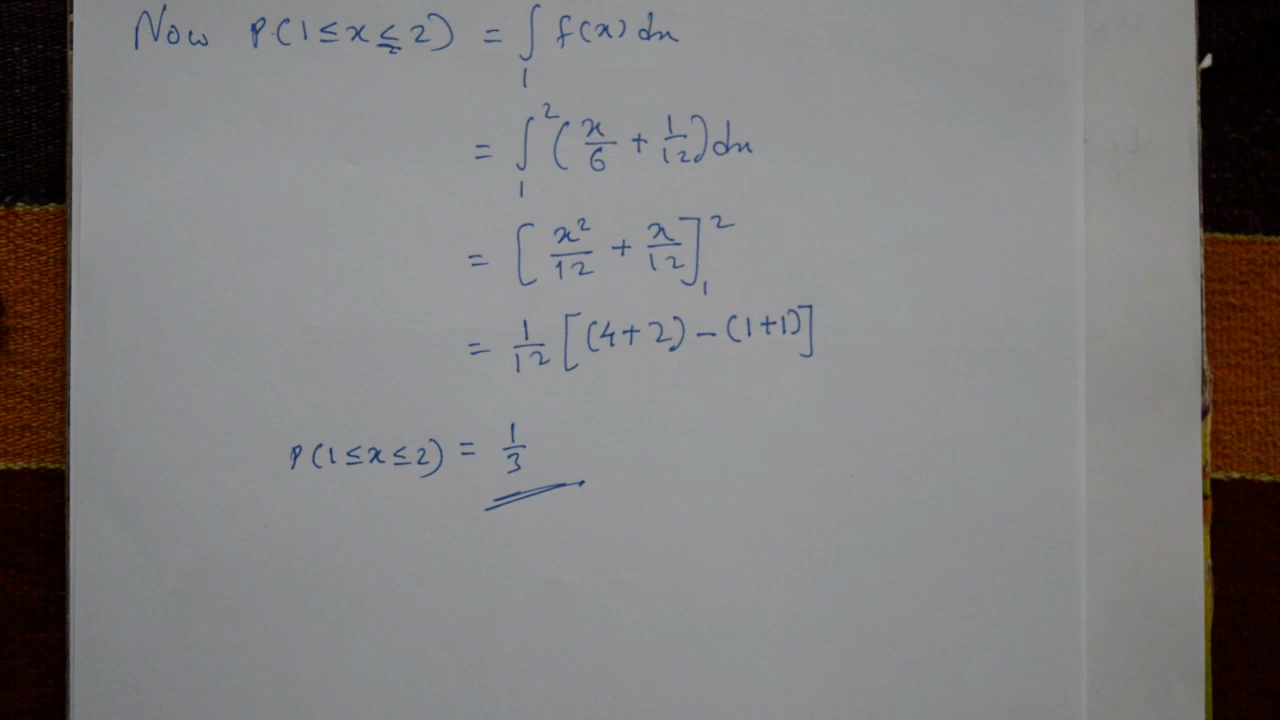 Now P(1≤x≤2) = ∫₁ f(x) dx
= ∫₁² (x/6 + 1/12) dx
= [x²/12 + x/12]₁²
= 1/12 [(4+2) - (1+1)]
P(1≤x≤2) = 1/3